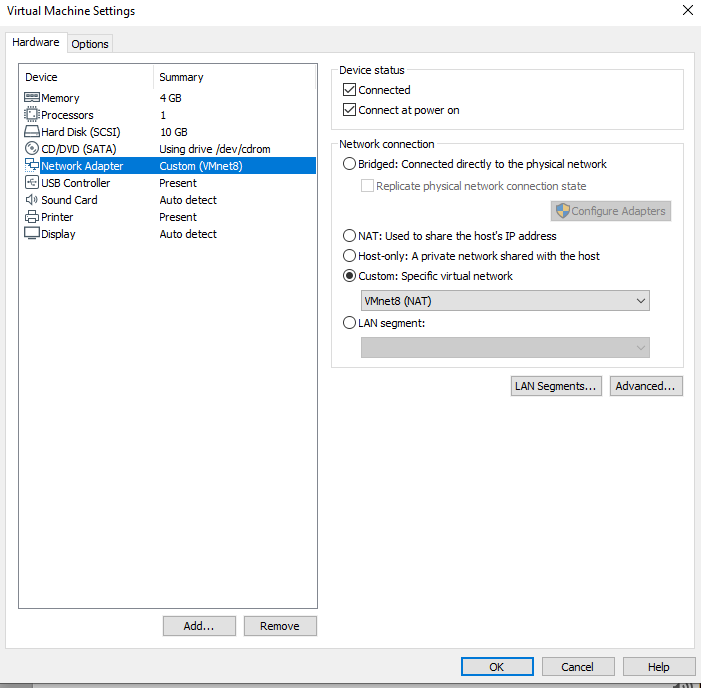 Virtual Machine Settings
Hardware
Options
Device Summary
Memory 4 GB
Processors 1
Hard Disk (SCSI) 10 GB
CD/DVD (SATA) Using drive /dev/cdrom
Network Adapter Custom (VMnet8)
USB Controller Present
Sound Card Auto detect
Printer Present
Display Auto detect
Add...
Remove
Device status
Connected
Connect at power on
Network connection
Bridged: Connected directly to the physical network
Replicate physical network connection state
Configure Adapters
NAT: Used to share the host's IP address
Host-only: A private network shared with the host
Custom: Specific virtual network
VMnet8 (NAT)
LAN segment:
LAN Segments...
Advanced...
OK
Cancel
Help